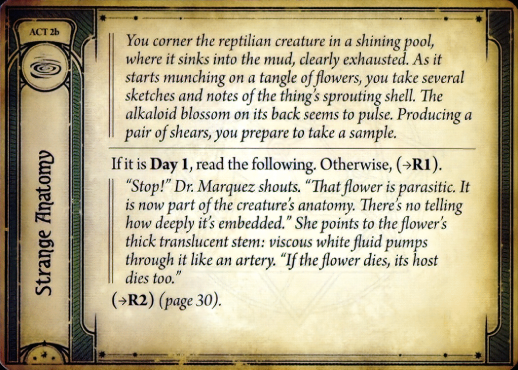 ACT 2b
Strange Anatomy
You corner the reptilian creature in a shining pool,
where it sinks into the mud, clearly exhausted. As it
starts munching on a tangle of flowers, you take several
sketches and notes of the thing's sprouting shell. The
alkaloid blossom on its back seems to pulse. Producing a
pair of shears, you prepare to take a sample.
If it is Day 1, read the following. Otherwise, (→R1).
“Stop!” Dr. Marquez shouts. “That flower is parasitic. It
is now part of the creature's anatomy. There's no telling
how deeply it's embedded.” She points to the flower's
thick translucent stem: viscous white fluid pumps
through it like an artery. “If the flower dies, its host
dies too.”
(→R2) (page 30).